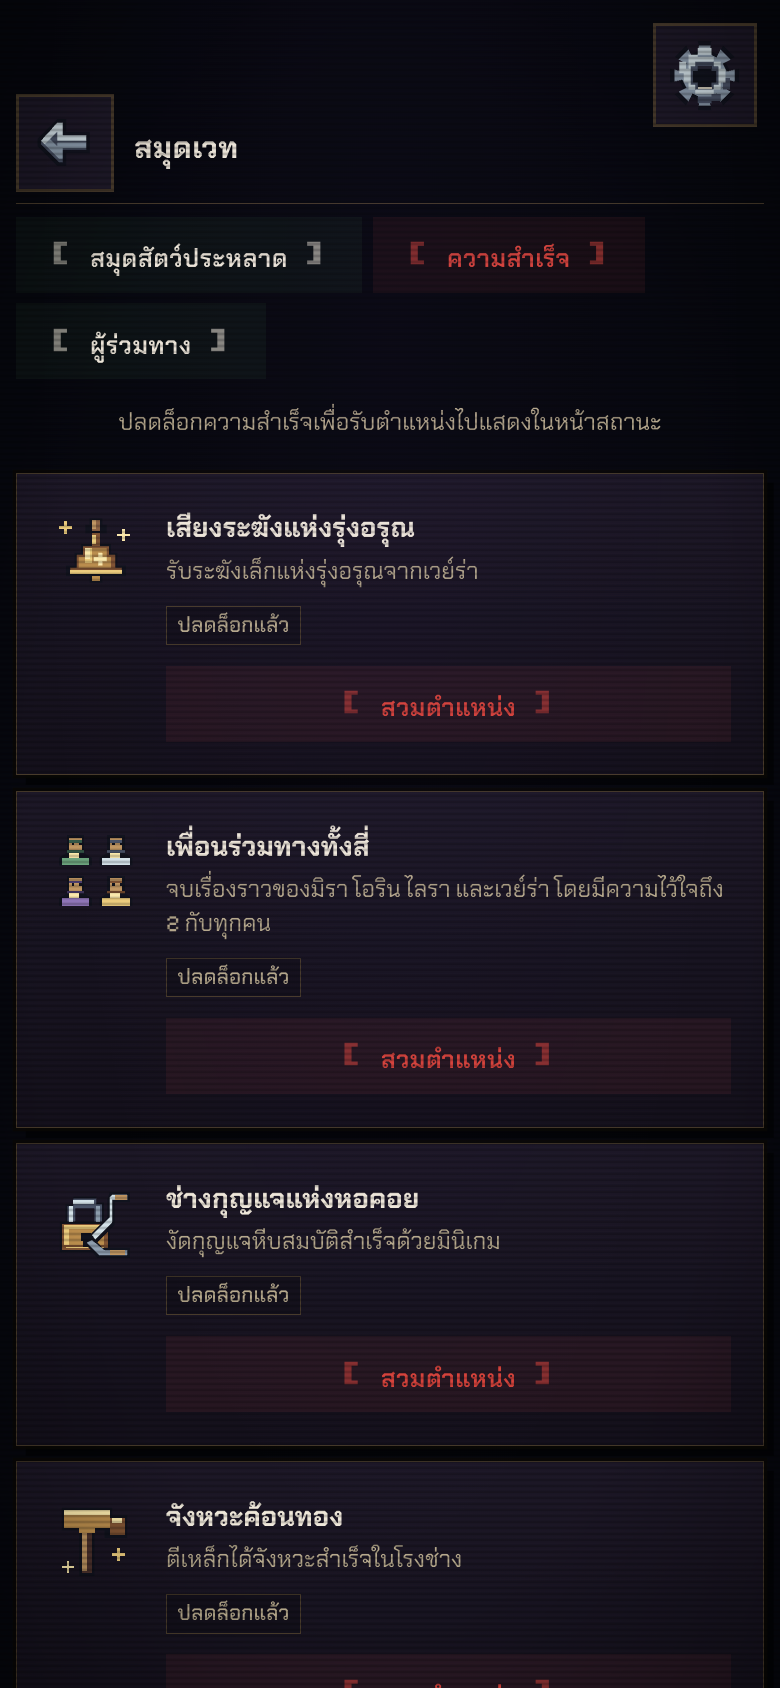 สมุดเวท
[ สมุดสัตว์ประหลาด ]
[ ความสำเร็จ ]
[ ผู้ร่วมทาง ]
ปลดล็อกความสำเร็จเพื่อรับตำแหน่งไปแสดงในหน้าสถานะ
เสียงระฆังแห่งรุ่งอรุณ
รับระฆังเล็กแห่งรุ่งอรุณจากเวย์ร่า
ปลดล็อกแล้ว
[ สวมตำแหน่ง ]
เพื่อนร่วมทางทั้งสี่
จบเรื่องราวของมิรา โอริน ไลรา และเวย์ร่า โดยมีความไว้ใจถึง
2 กับทุกคน
ปลดล็อกแล้ว
[ สวมตำแหน่ง ]
ช่างกุญแจแห่งหอคอย
งัดกุญแจหีบสมบัติสำเร็จด้วยมินิเกม
ปลดล็อกแล้ว
[ สวมตำแหน่ง ]
จังหวะค้อนทอง
ตีเหล็กได้จังหวะสำเร็จในโรงช่าง
ปลดล็อกแล้ว